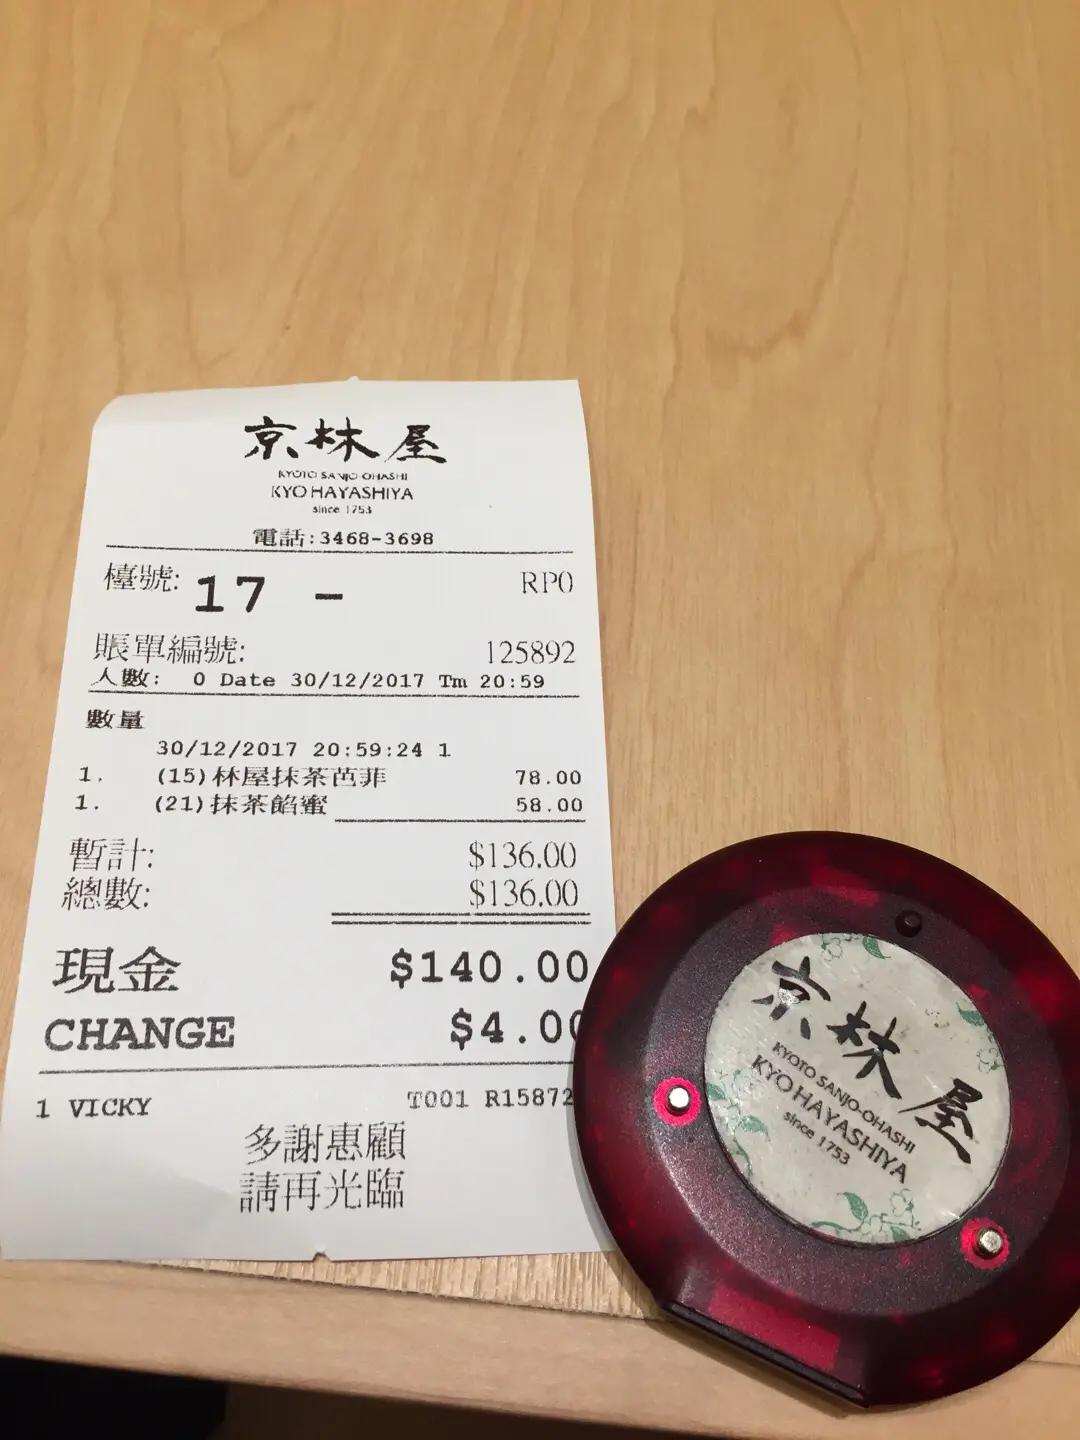 京林屋
KYOTO SANJO-OHASHI
KYO HAYASHIYA
since 1753
電話:3468-3698
檯號: 17 - RP0
賬單編號: 125892
人數: 0 Date 30/12/2017 Tm 20:59
數量
30/12/2017 20:59:24 1
1. (15)林屋抹茶芭菲 78.00
1. (21)抹茶餡蜜 58.00
暫計: $136.00
總數: $136.00
現金 $140.00
CHANGE $4.00
1 VICKY T001 R15872
多謝惠顧
請再光臨
京林屋
KYOTO SANJO-OHASHI
KYO HAYASHIYA
since 1753